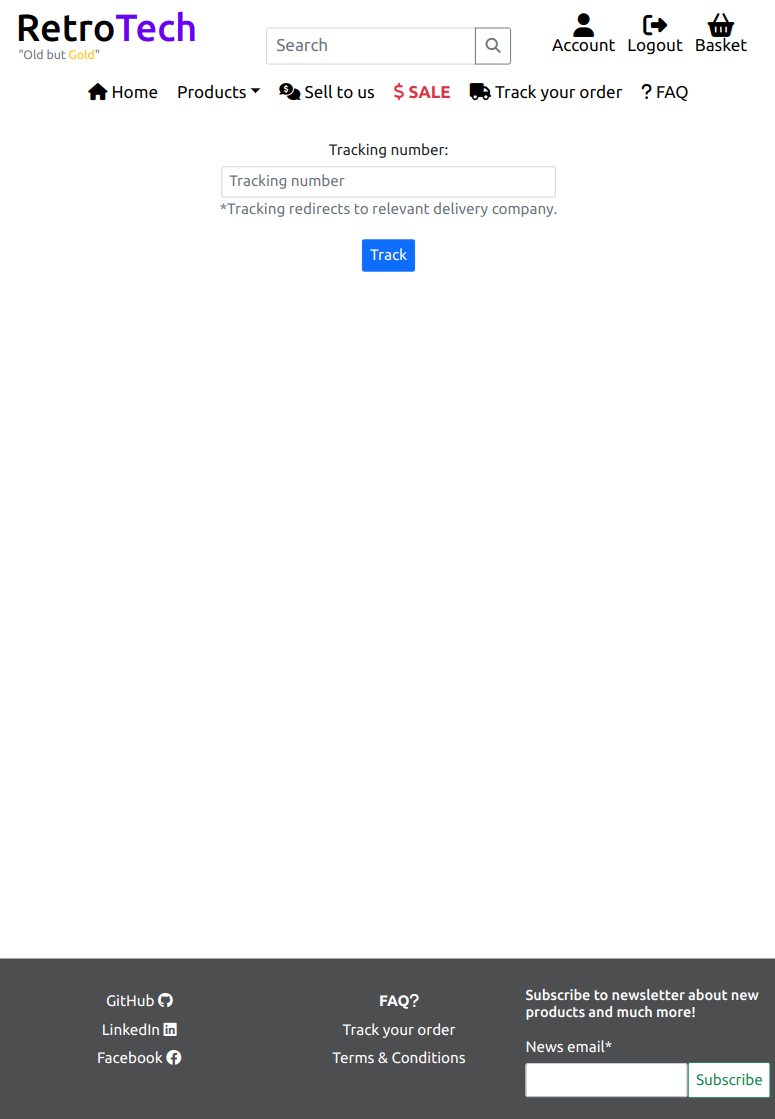 RetroTech
"Old but Gold"
Search
Account Logout Basket
Home Products Sell to us $ SALE Track your order ? FAQ
Tracking number:
Tracking number
*Tracking redirects to relevant delivery company.
Track
GitHub
LinkedIn
Facebook
FAQ?
Track your order
Terms & Conditions
Subscribe to newsletter about new
products and much more!
News email*
Subscribe